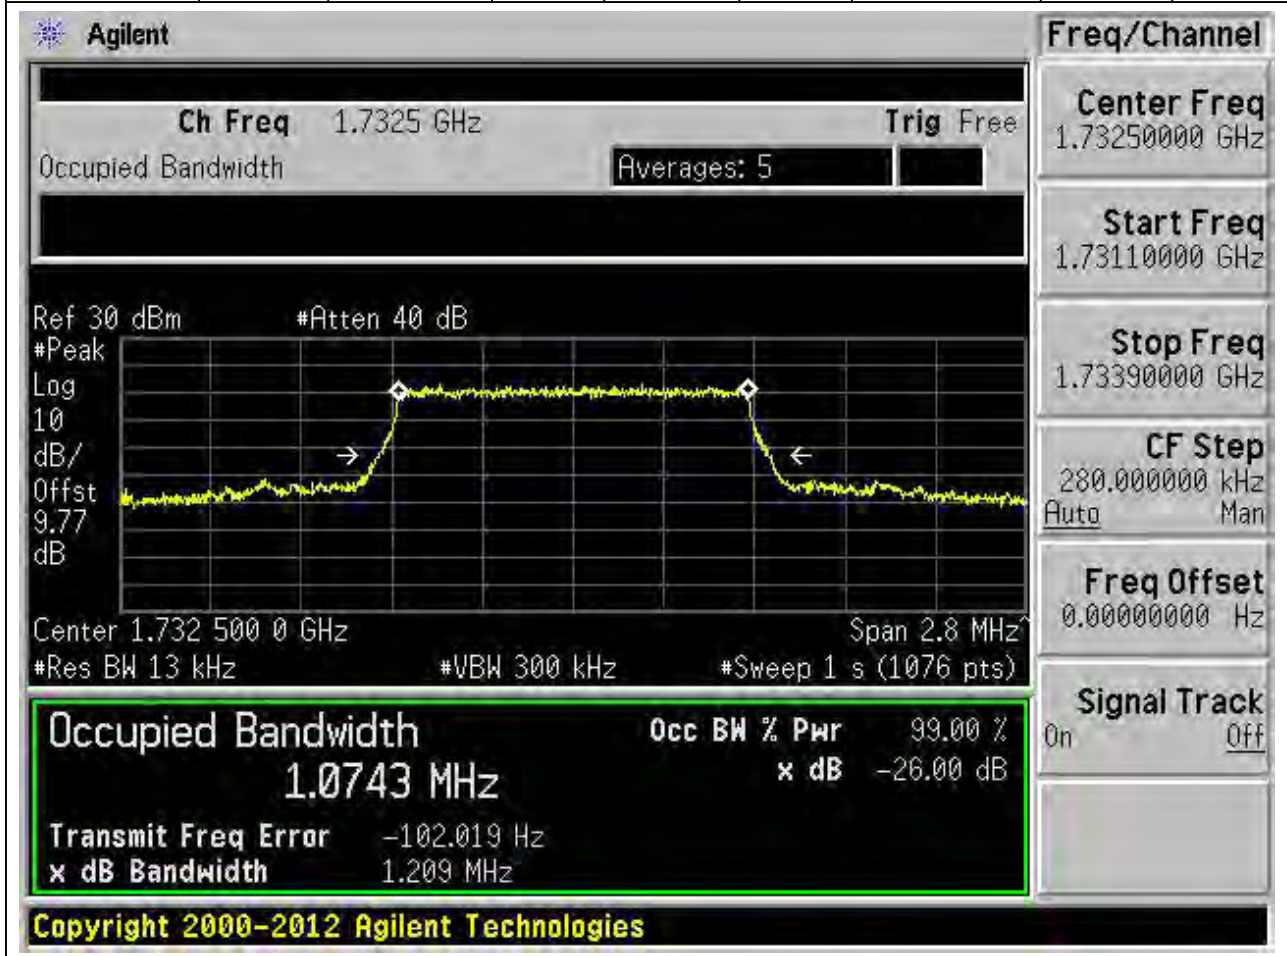 Agilent
Freq/Channel
Ch Freq 1.7325 GHz Trig Free
Occupied Bandwidth Averages: 5
Center Freq
1.73250000 GHz
Start Freq
1.73110000 GHz
Stop Freq
1.73390000 GHz
CF Step
280.000000 kHz
Auto Man
Freq Offset
0.00000000 Hz
Signal Track
On Off
Ref 30 dBm #Atten 40 dB
#Peak
Log
10
dB/
Offst
9.77
dB
Center 1.732 500 0 GHz Span 2.8 MHz^
#Res BW 13 kHz #VBW 300 kHz #Sweep 1 s (1076 pts)
Occupied Bandwidth Occ BW % Pwr 99.00 %
1.0743 MHz x dB -26.00 dB
Transmit Freq Error -102.019 Hz
x dB Bandwidth 1.209 MHz
Copyright 2000-2012 Agilent Technologies